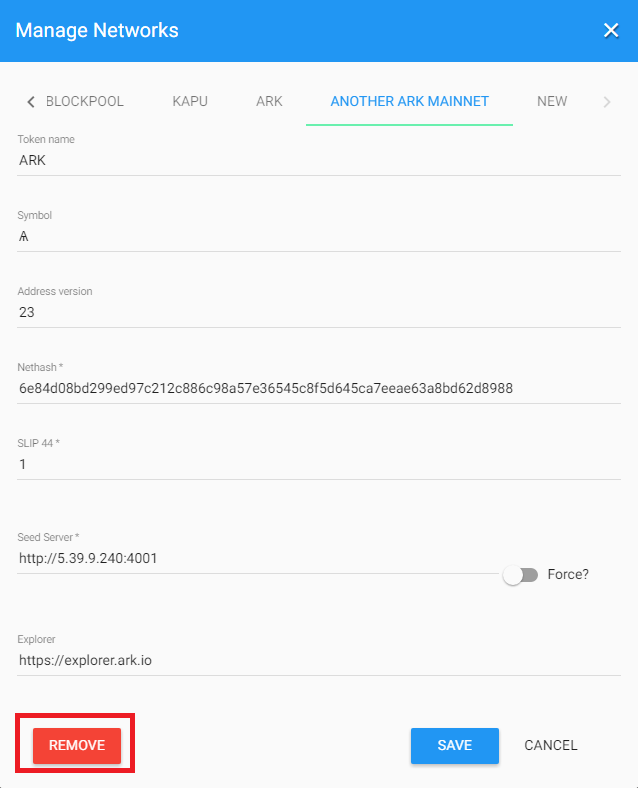 Manage Networks
BLOCKPOOL KAPU ARK ANOTHER ARK MAINNET NEW
Token name
ARK
Symbol
Ѧ
Address version
23
Nethash *
6e84d08bd299ed97c212c886c98a57e36545c8f5d645ca7eeae63a8bd62d8988
SLIP 44 *
1
Seed Server *
http://5.39.9.240:4001
Force?
Explorer
https://explorer.ark.io
REMOVE SAVE CANCEL